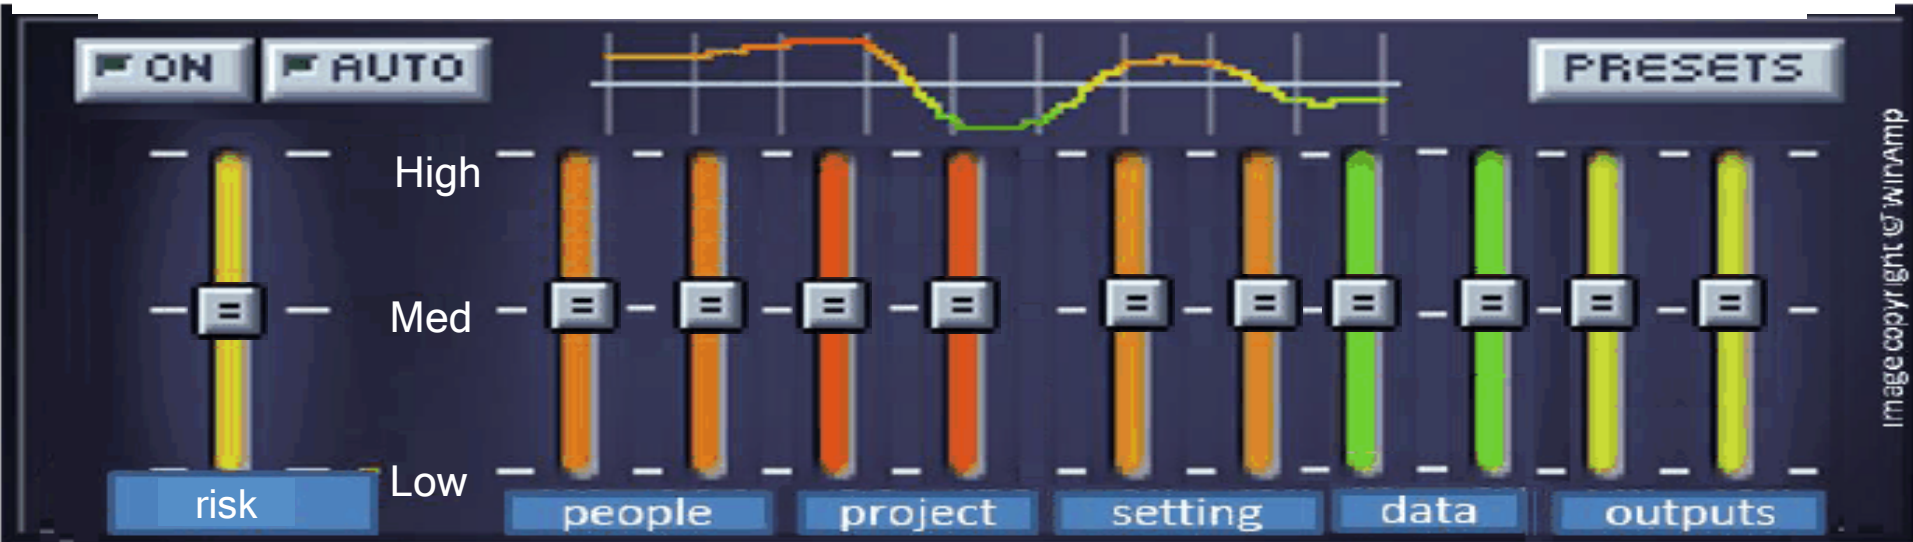 ON AUTO PRESETS
High
Med
Low
risk people project setting data outputs
Image copyright © Winamp